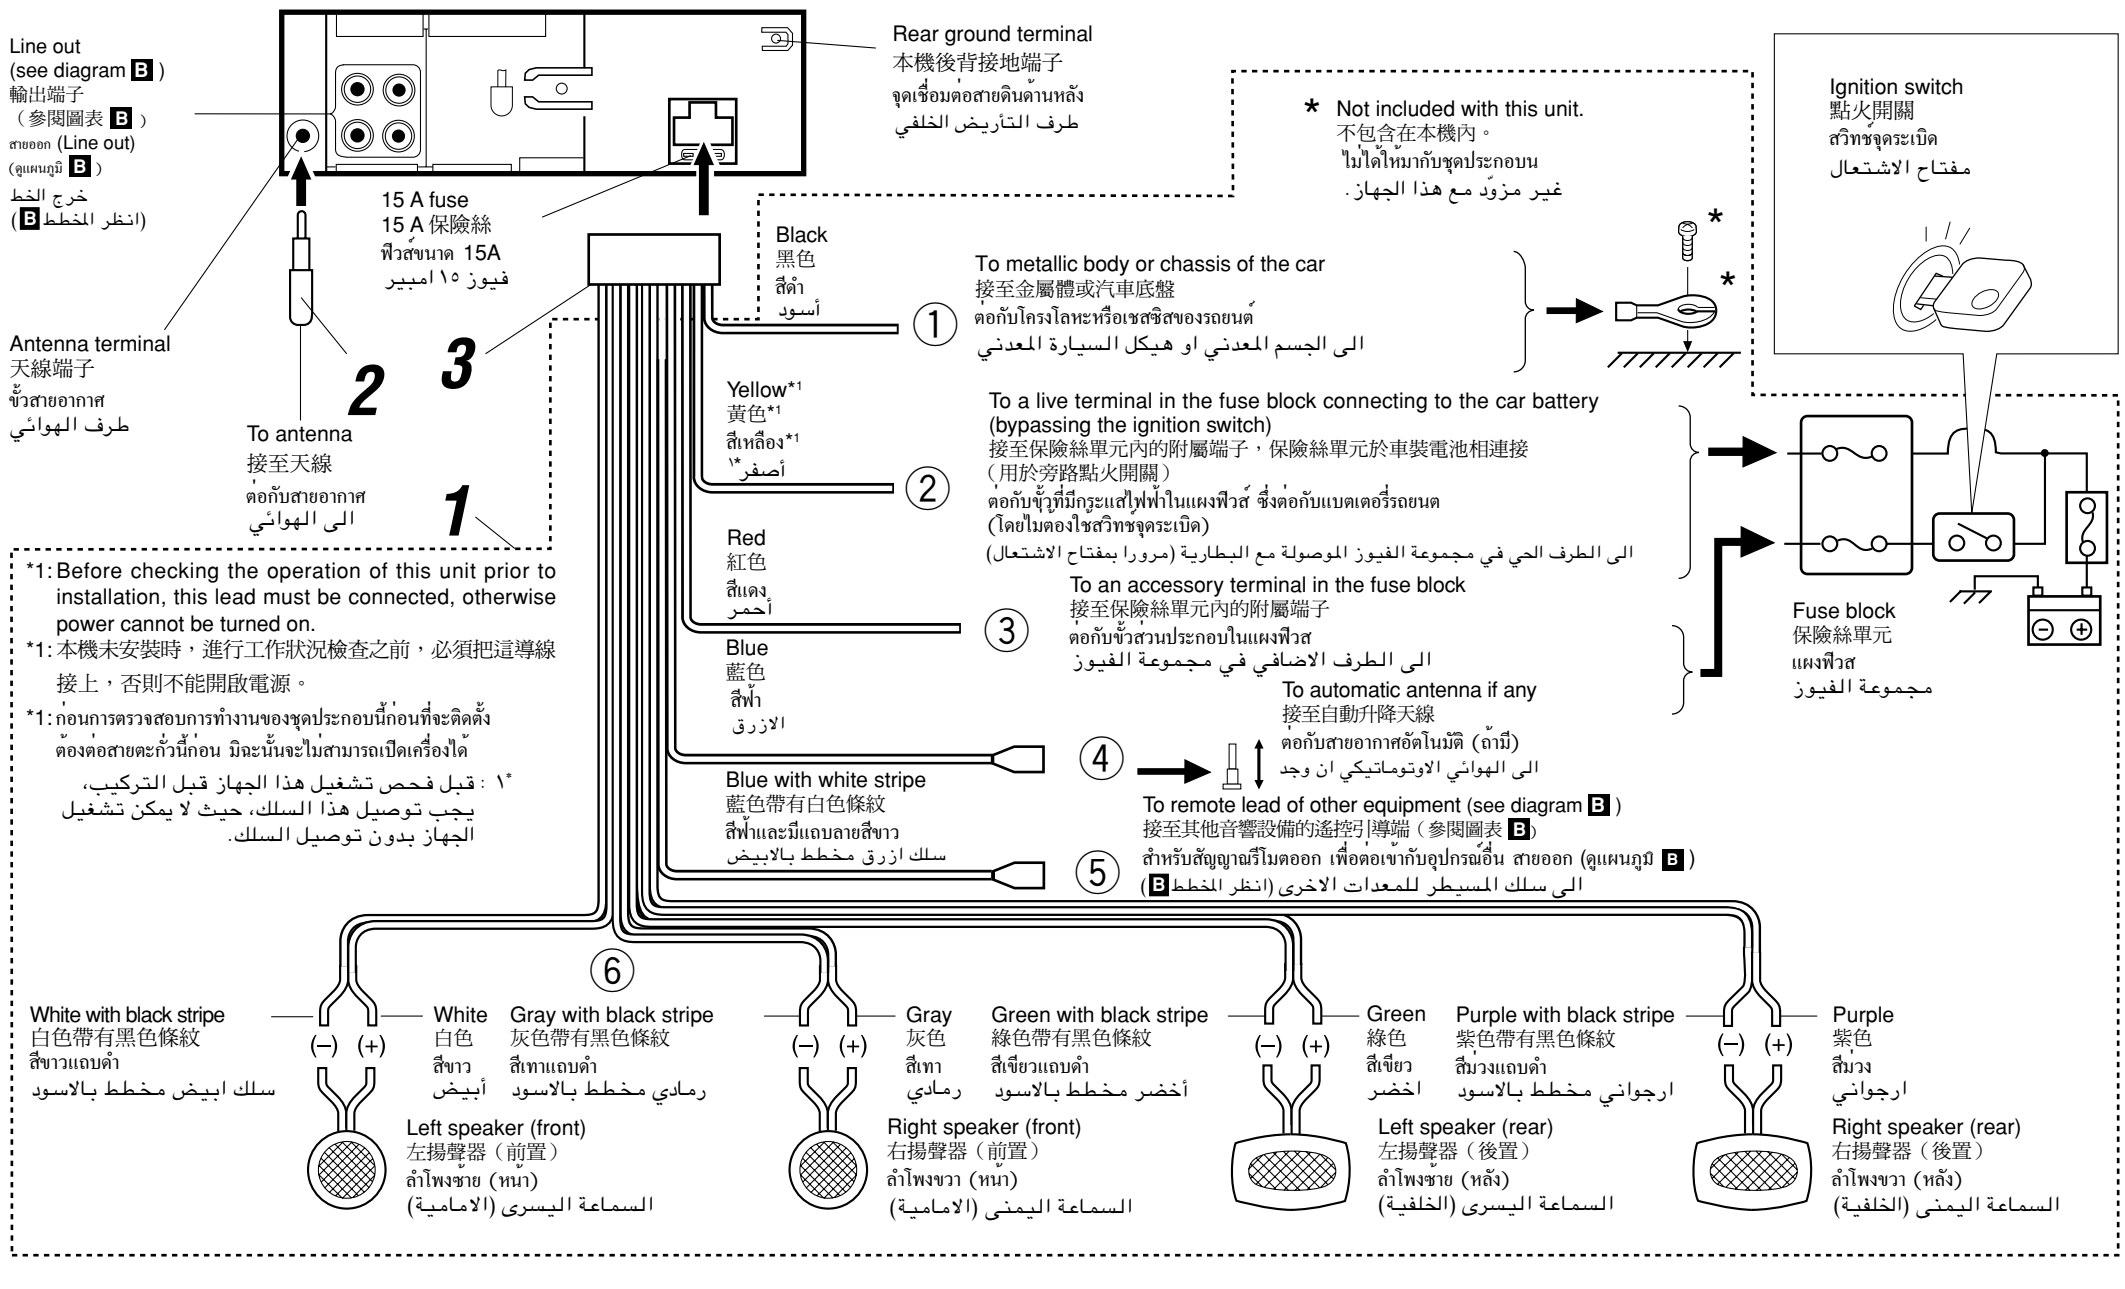 Line out
(see diagram B )
輸出端子
（參閱圖表 B ）
สายออก (Line out)
(ดูแผนภูมิ B )
خرج الخط
(انظر المخطط B)
Rear ground terminal
本機後背接地端子
จุดเชื่อมต่อสายดินด้านหลัง
طرف التأريض الخلفي
* Not included with this unit.
不包含在本機內。
ไม่ได้ให้มากับชุดประกอบน
غير مزوّد مع هذا الجهاز.
Ignition switch
點火開關
สวิทช์จุดระเบิด
مفتاح الاشتعال
15 A fuse
15 A 保險絲
ฟิวส์ขนาด 15A
فيوز ١٥ امبير
Antenna terminal
天線端子
ขั้วสายอากาศ
طرف الهوائي
2
3
To antenna
接至天線
ต่อกับสายอากาศ
الى الهوائي
1
Black
黑色
สีดำ
أسود
①
To metallic body or chassis of the car
接至金屬體或汽車底盤
ต่อกับโครงโลหะหรือเชสซิสของรถยนต์
الى الجسم المعدني او هيكل السيارة المعدني
*
*
Yellow*1
黃色*1
สีเหลือง*1
أصفر*١
②
To a live terminal in the fuse block connecting to the car battery
(bypassing the ignition switch)
接至保險絲單元內的附屬端子，保險絲單元於車裝電池相連接
（用於旁路點火開關）
ต่อกับขั้วที่มีกระแสไฟฟ้าในแผงฟิวส์ ซึ่งต่อกับแบตเตอรี่รถยนต
(โดยไม่ต้องใช้สวิทช์จุดระเบิด)
الى الطرف الحي في مجموعة الفيوز الموصولة مع البطارية (مرورا بمفتاح الاشتعال)
Red
紅色
สีแดง
أحمر
③
To an accessory terminal in the fuse block
接至保險絲單元內的附屬端子
ต่อกับขั้วส่วนประกอบในแผงฟิวส
الى الطرف الاضافي في مجموعة الفيوز
Fuse block
保險絲單元
แผงฟิวส
مجموعة الفيوز
*1: Before checking the operation of this unit prior to
installation, this lead must be connected, otherwise
power cannot be turned on.
*1: 本機未安裝時，進行工作狀況檢查之前，必須把這導線
接上，否則不能開啟電源。
*1: ก่อนการตรวจสอบการทำงานของชุดประกอบนี้ก่อนที่จะติดตั้ง
ต้องต่อสายตะกั่วนี้ก่อน มิฉะนั้นจะไม่สามารถเปิดเครื่องได้
*١ : قبل فحص تشغيل هذا الجهاز قبل التركيب،
يجب توصيل هذا السلك، حيث لا يمكن تشغيل
الجهاز بدون توصيل السلك.
Blue
藍色
สีฟ้า
الازرق
④
To automatic antenna if any
接至自動升降天線
ต่อกับสายอากาศอัตโนมัติ (ถ้ามี)
الى الهوائي الاوتوماتيكي ان وجد
Blue with white stripe
藍色帶有白色條紋
สีฟ้าและมีแถบลายสีขาว
سلك ازرق مخطط بالابيض
⑤
To remote lead of other equipment (see diagram B )
接至其他音響設備的遙控引導端（參閱圖表 B）
สำหรับสัญญาณรีโมตออก เพื่อต่อเข้ากับอุปกรณ์อื่น สายออก (ดูแผนภูมิ B )
الى سلك المسيطر للمعدات الاخرى (انظر المخطط B)
⑥
White with black stripe
白色帶有黑色條紋
สีขาวแถบดำ
سلك ابيض مخطط بالاسود
(−) (+)
White
白色
สีขาว
أبيض
Left speaker (front)
左揚聲器（前置）
ลำโพงซ้าย (หน้า)
السماعة اليسرى (الامامية)
Gray with black stripe
灰色帶有黑色條紋
สีเทาแถบดำ
رمادي مخطط بالاسود
(−) (+)
Gray
灰色
สีเทา
رمادي
Right speaker (front)
右揚聲器（前置）
ลำโพงขวา (หน้า)
السماعة اليمنى (الامامية)
Green with black stripe
綠色帶有黑色條紋
สีเขียวแถบดำ
أخضر مخطط بالاسود
(−) (+)
Green
綠色
สีเขียว
اخضر
Left speaker (rear)
左揚聲器（後置）
ลำโพงซ้าย (หลัง)
السماعة اليسرى (الخلفية)
Purple with black stripe
紫色帶有黑色條紋
สีม่วงแถบดำ
ارجواني مخطط بالاسود
(−) (+)
Purple
紫色
สีม่วง
ارجواني
Right speaker (rear)
右揚聲器（後置）
ลำโพงขวา (หลัง)
السماعة اليمنى (الخلفية)